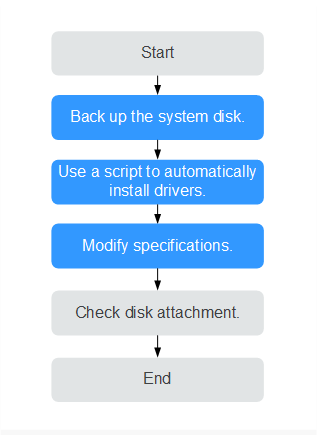 Start
Back up the system disk.
Use a script to automatically
install drivers.
Modify specifications.
Check disk attachment.
End